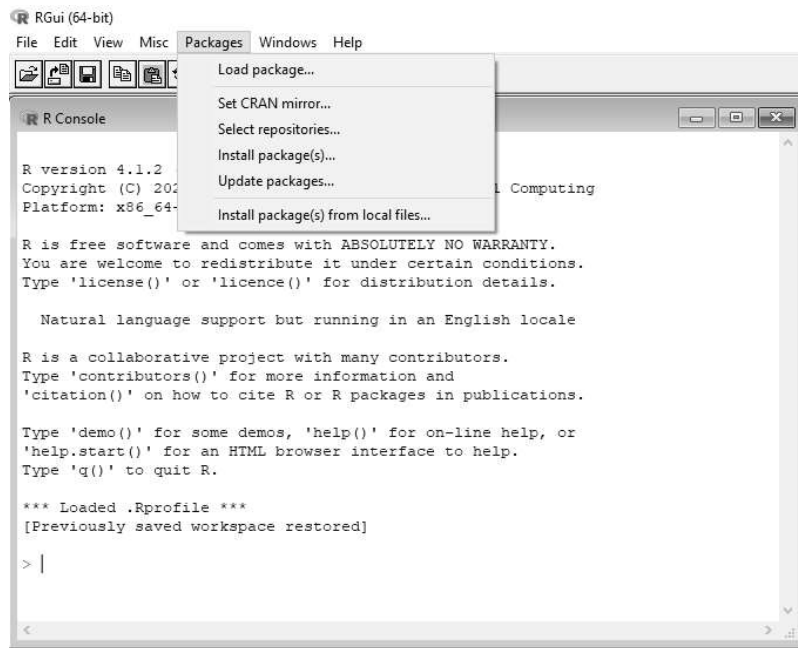 RGui (64-bit)
File Edit View Misc Packages Windows Help
Load package...
Set CRAN mirror...
Select repositories...
Install package(s)...
Update packages...
Install package(s) from local files...
R Console
R version 4.1.2
Copyright (C) Computing
Platform:
R is free software and comes with ABSOLUTELY NO WARRANTY.
You are welcome to redistribute it under certain conditions.
Type 'license()' or 'licence()' for distribution details.
Natural language support but running in an English locale
R is a collaborative project with many contributors.
Type 'contributors()' for more information and
'citation()' on how to cite R or R packages in publications.
Type 'demo()' for some demos, 'help()' for on-line help, or
'help.start()' for an HTML browser interface to help.
Type 'q()' to quit R.
*** Loaded .Rprofile ***
[Previously saved workspace restored]
>